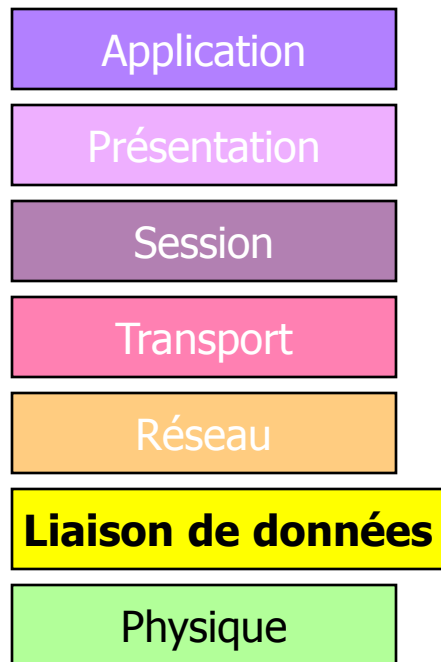 Application
Présentation
Session
Transport
Réseau
Liaison de données
Physique